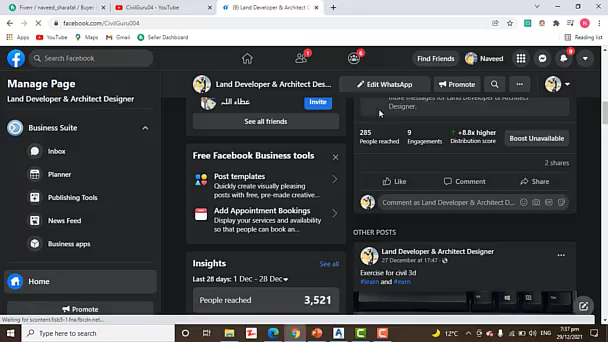 Fiverr / naveed_sharafat / Buyer
CivilGuru04 - YouTube
(6) Land Developer & Architect D
facebook.com/CivilGuru004
Apps
YouTube
Maps
Gmail
Seller Dashboard
Reading list
Search Facebook
1
6
Find Friends
Naveed
9
Manage Page
Land Developer & Architect Designer
Land Developer & Architect Des...
Edit WhatsApp
Promote
Business Suite
Inbox
Planner
Publishing Tools
News Feed
Business apps
Home
Promote
عطاء الله
Invite
See all friends
Free Facebook Business tools
Post templates
Quickly create visually pleasing
posts with free, pre-made creative...
Add Appointment Bookings
Display your services and
availability so that people can
book an...
Insights
See all
Last 28 days: 1 Dec - 28 Dec
People reached
3,521
More messages for Land Developer & Architect
Designer.
285
People reached
9
Engagements
+8.8x higher
Distribution score
Boost Unavailable
2 shares
Like
Comment
Share
Comment as Land Developer & Architect D...
OTHER POSTS
Land Developer & Architect Designer
27 December at 17:47
Exercise for civil 3d
#learn and #earn
Waiting for scontent.fisb5-1.fna.fbcdn.net...
Type here to search
12°C
ENG
7:37 pm
29/12/2021